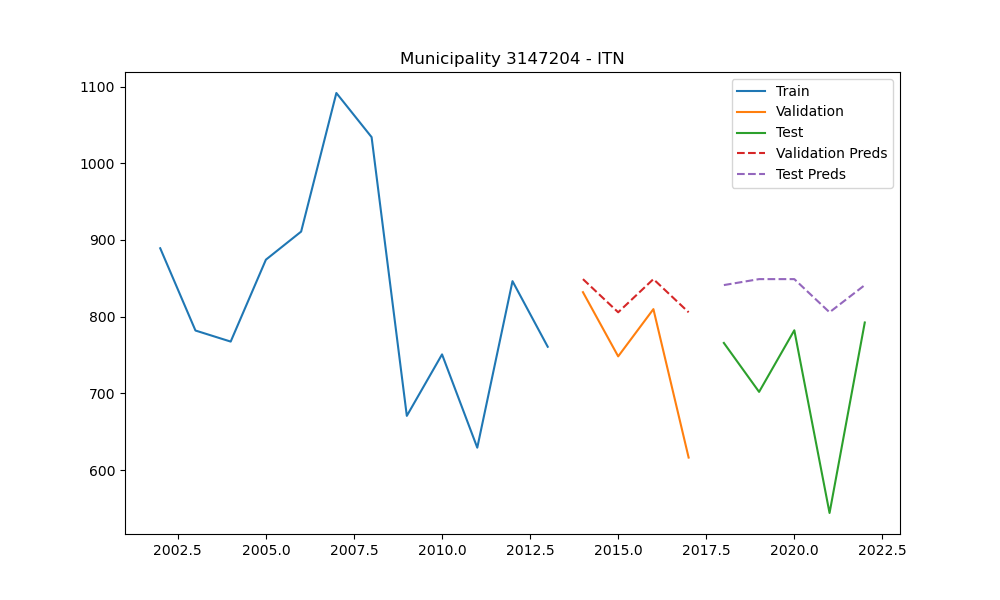 Municipality 3147204 - ITN
1100
1000
900
800
700
600
Train
Validation
Test
Validation Preds
Test Preds
2002.5 2005.0 2007.5 2010.0 2012.5 2015.0 2017.5 2020.0 2022.5